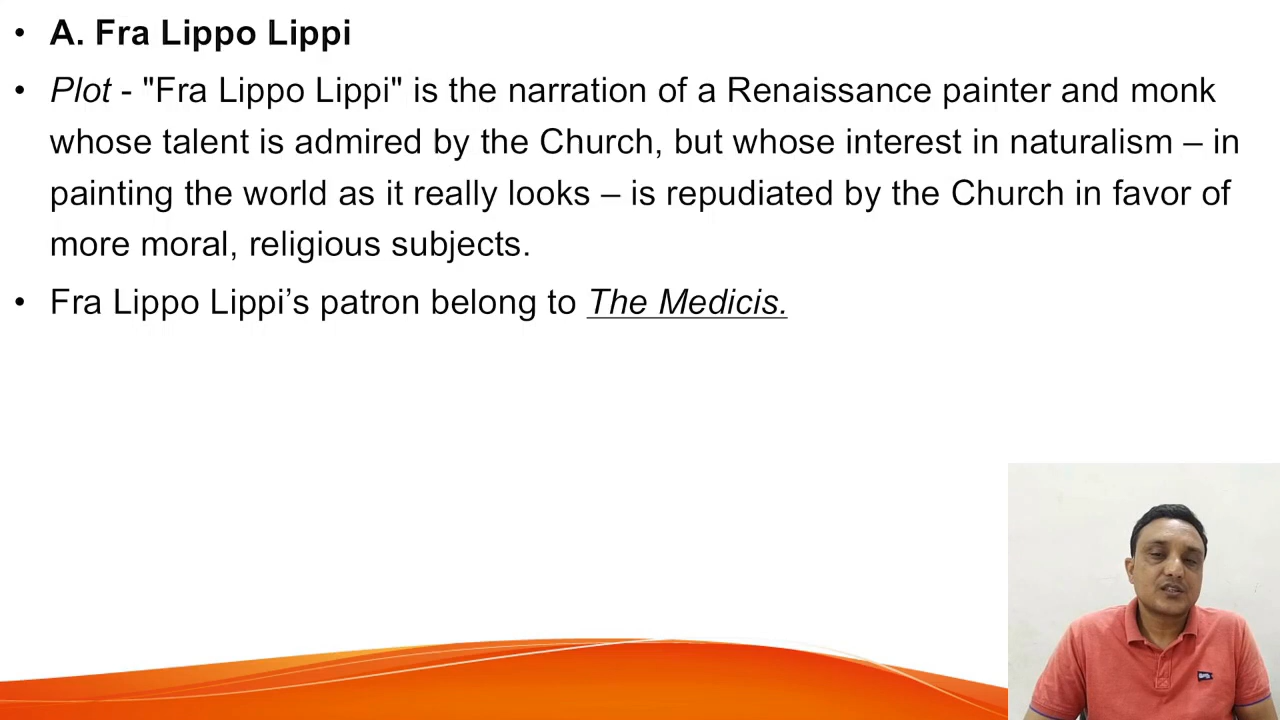 • A. Fra Lippo Lippi
• Plot - "Fra Lippo Lippi" is the narration of a Renaissance painter and monk
whose talent is admired by the Church, but whose interest in naturalism – in
painting the world as it really looks – is repudiated by the Church in favor of
more moral, religious subjects.
• Fra Lippo Lippi’s patron belong to The Medicis.